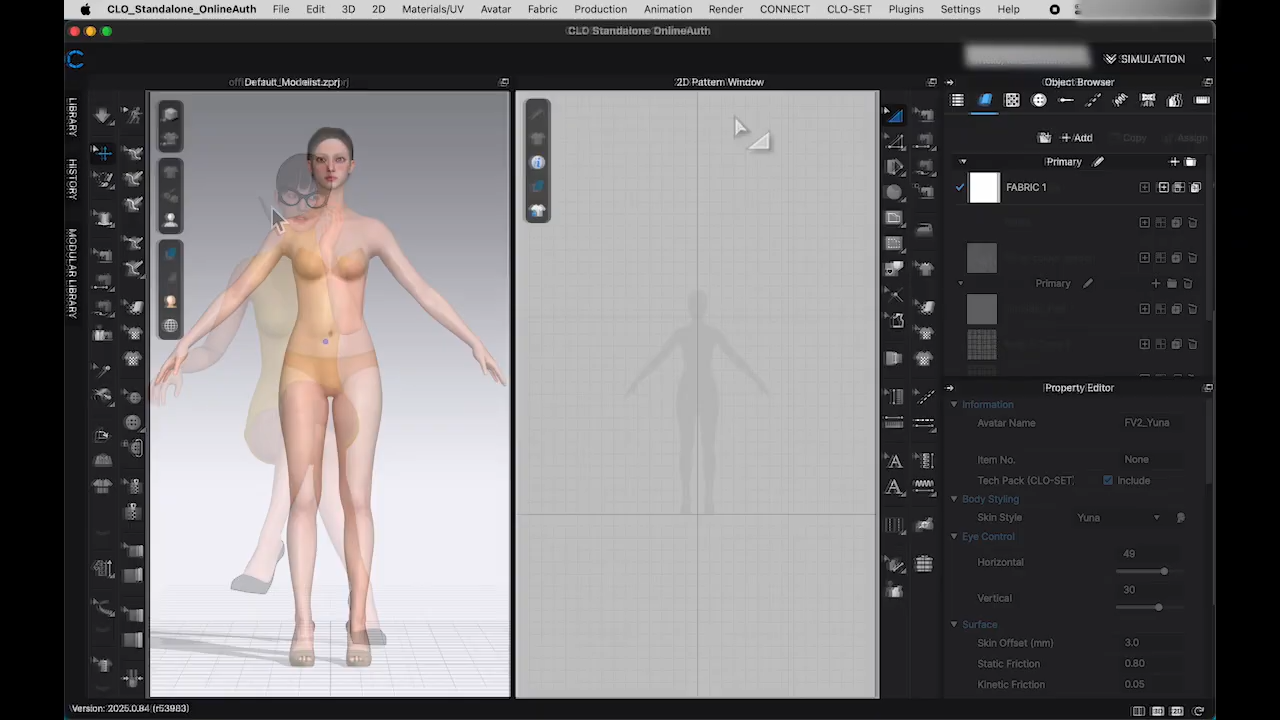 CLO_Standalone_OnlineAuth File Edit 3D 2D Materials/UV Avatar Fabric Production Animation Render CONNECT CLO-SET Plugins Settings Help
CLO Standalone OnlineAuth
SIMULATION
Default_Modelist.zprj
2D Pattern Window
Object Browser
LIBRARY
HISTORY
MODULAR LIBRARY
+ Add Copy Assign
Primary
FABRIC 1
Primary
Property Editor
Information
Avatar Name FV2_Yuna
Item No. None
Tech Pack (CLO-SET) Include
Body Styling
Skin Style Yuna
Eye Control
Horizontal 49
Vertical 30
Surface
Skin Offset (mm) 3.0
Static Friction 0.80
Kinetic Friction 0.05
Version: 2025.0.84 (r53983)